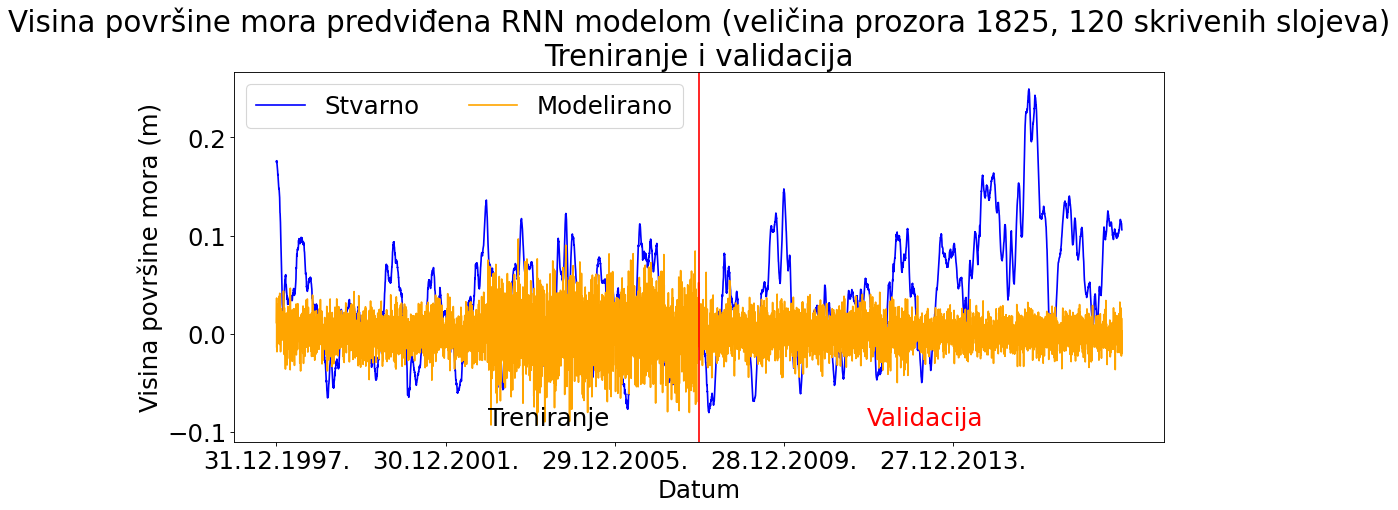 Visina površine mora predviđena RNN modelom (veličina prozora 1825, 120 skrivenih slojeva)
Treniranje i validacija
Stvarno
Modelirano
Visina površine mora (m)
0.2
0.1
0.0
−0.1
Treniranje
Validacija
31.12.1997.
30.12.2001.
29.12.2005.
28.12.2009.
27.12.2013.
Datum